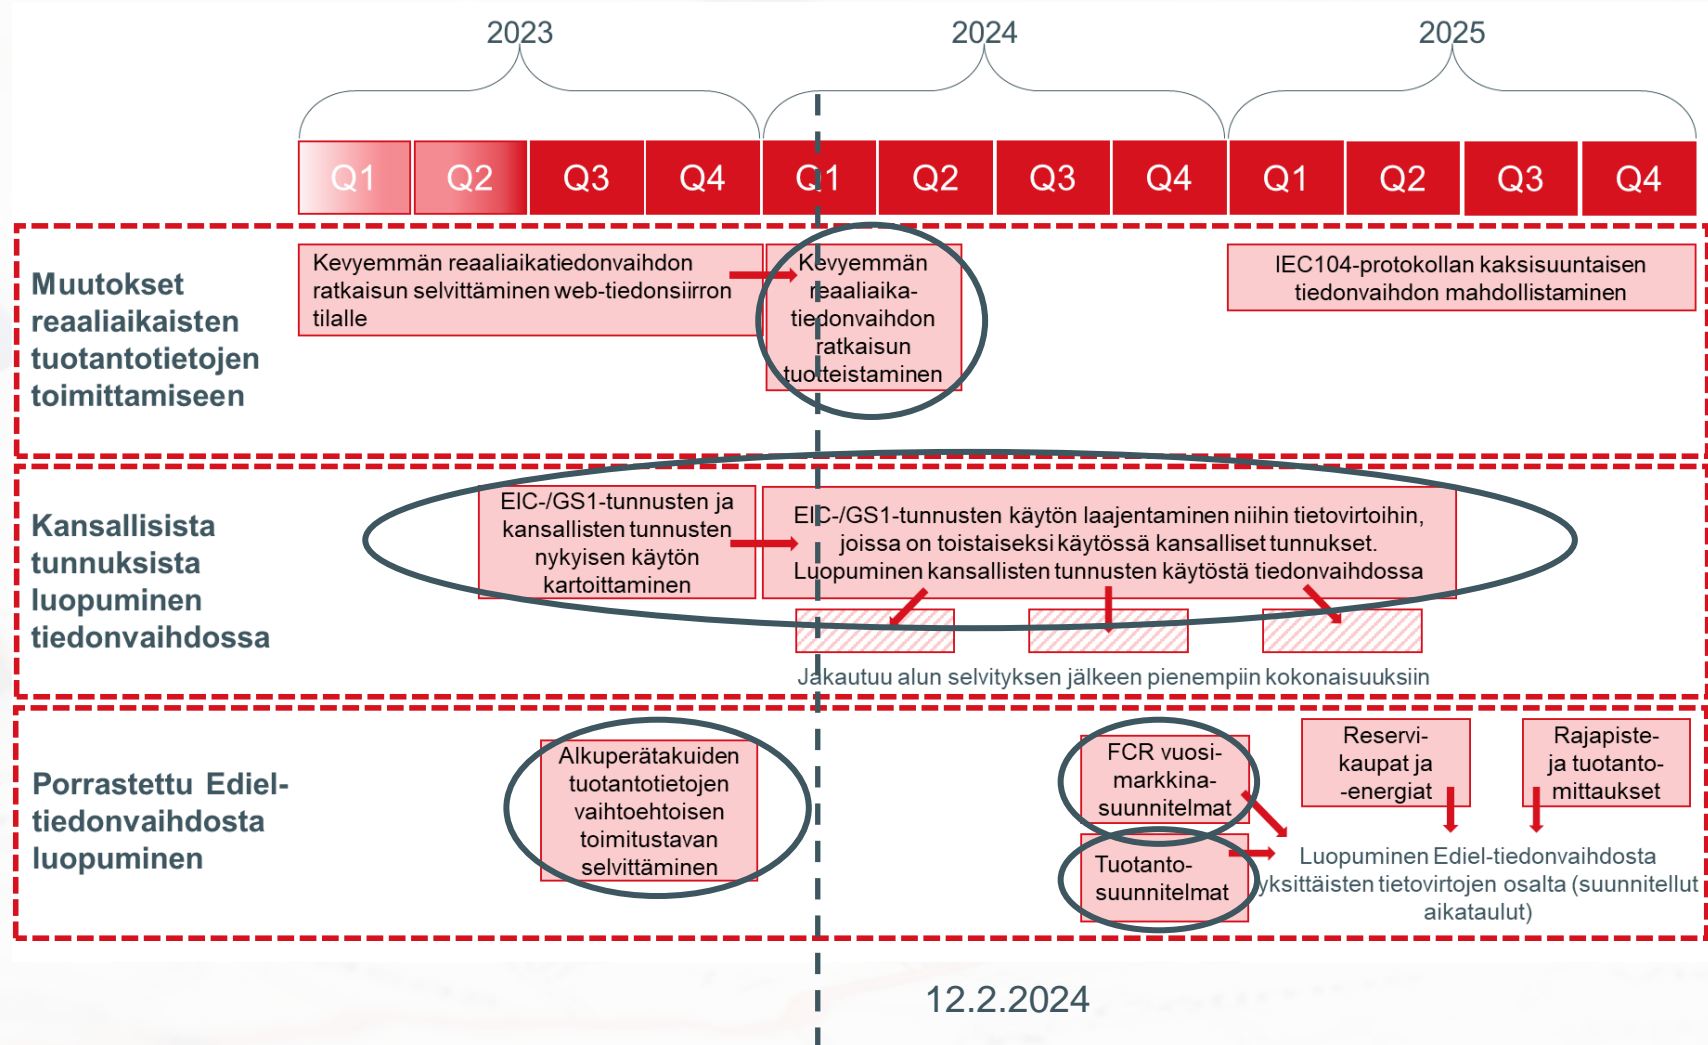 2023
2024
2025
Q1
Q2
Q3
Q4
Q1
Q2
Q3
Q4
Q1
Q2
Q3
Q4
Muutokset
reaaliaikaisten
tuotantotietojen
toimittamiseen
Kevyemmän reaaliaikatiedonvaihdon
ratkaisun selvittäminen web-tiedonsiirron
tilalle
Kevyemmän
reaaliaika-
tiedonvaihdon
ratkaisun
tuotteistaminen
IEC104-protokollan kaksisuuntaisen
tiedonvaihdon mahdollistaminen
Kansallisista
tunnuksista
luopuminen
tiedonvaihdossa
EIC-/GS1-tunnusten ja
kansallisten tunnusten
nykyisen käytön
kartoittaminen
EIC-/GS1-tunnusten käytön laajentaminen niihin tietovirtoihin,
joissa on toistaiseksi käytössä kansalliset tunnukset.
Luopuminen kansallisten tunnusten käytöstä tiedonvaihdossa
Jakautuu alun selvityksen jälkeen pienempiin kokonaisuuksiin
Porrastettu Ediel-
tiedonvaihdosta
luopuminen
Alkuperätakuiden
tuotantotietojen
vaihtoehtoisen
toimitustavan
selvittäminen
FCR vuosi-
markkina-
suunnitelmat
Tuotanto-
suunnitelmat
Reservi-
kaupat ja
-energiat
Rajapiste-
ja tuotanto-
mittaukset
Luopuminen Ediel-tiedonvaihdosta
yksittäisten tietovirtojen osalta (suunnitellut
aikataulut)
12.2.2024